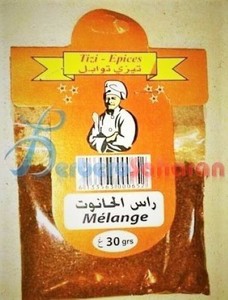 Tizi - Epices
تيزي توابل
راس الحانوت
Mélange
30 grs غ